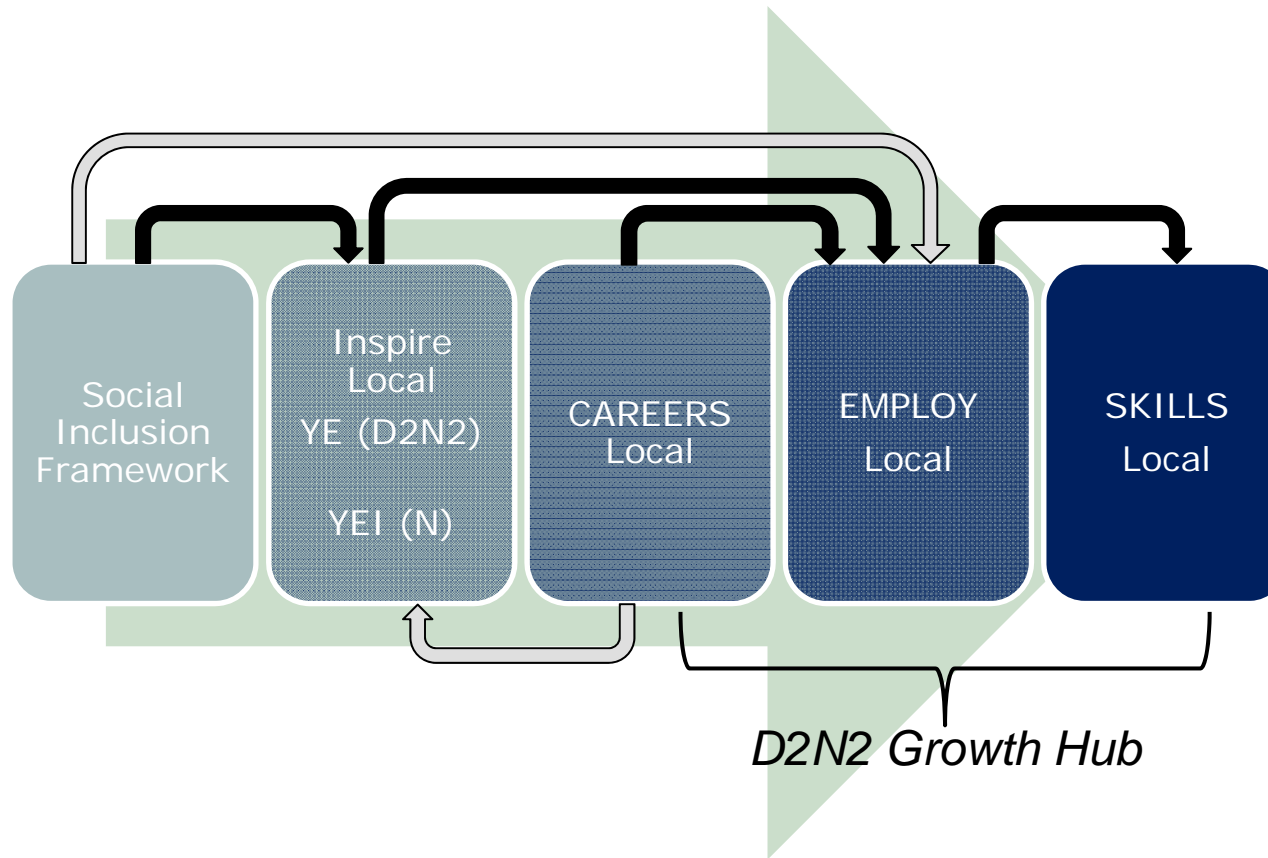 Social
Inclusion
Framework
Inspire
Local
YE (D2N2)
YEI (N)
CAREERS
Local
EMPLOY
Local
SKILLS
Local
D2N2 Growth Hub